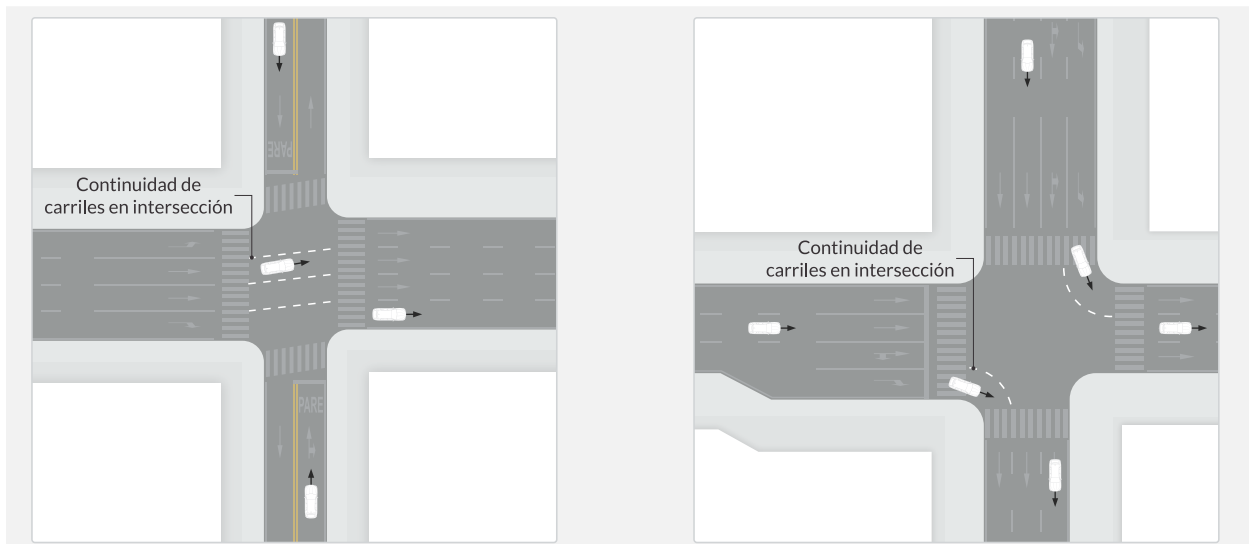 PARE
Continuidad de
carriles en intersección
PARE
Continuidad de
carriles en intersección